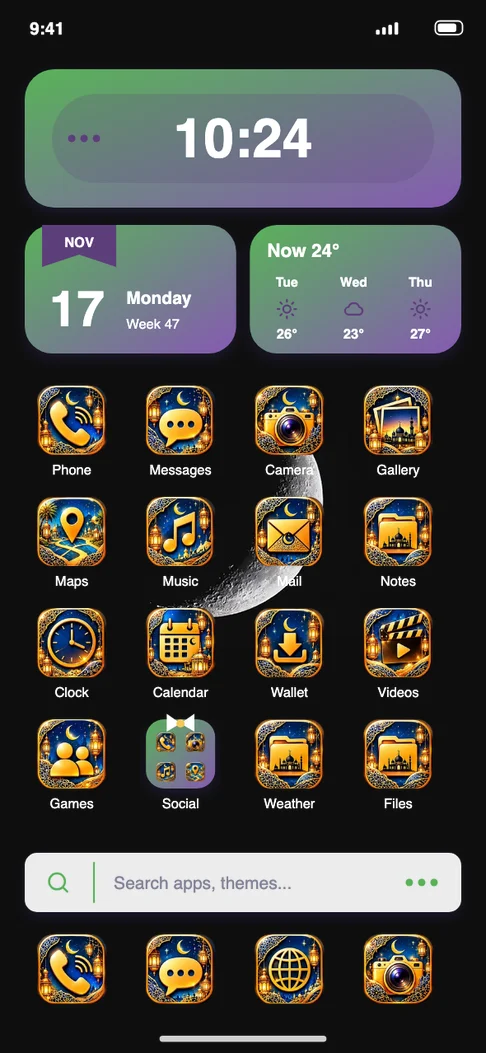 9:41
10:24
NOV
17
Monday
Week 47
Now 24°
Tue Wed Thu
26° 23° 27°
Phone Messages Camera Gallery
Maps Music Mail Notes
Clock Calendar Wallet Videos
Games Social Weather Files
Search apps, themes...